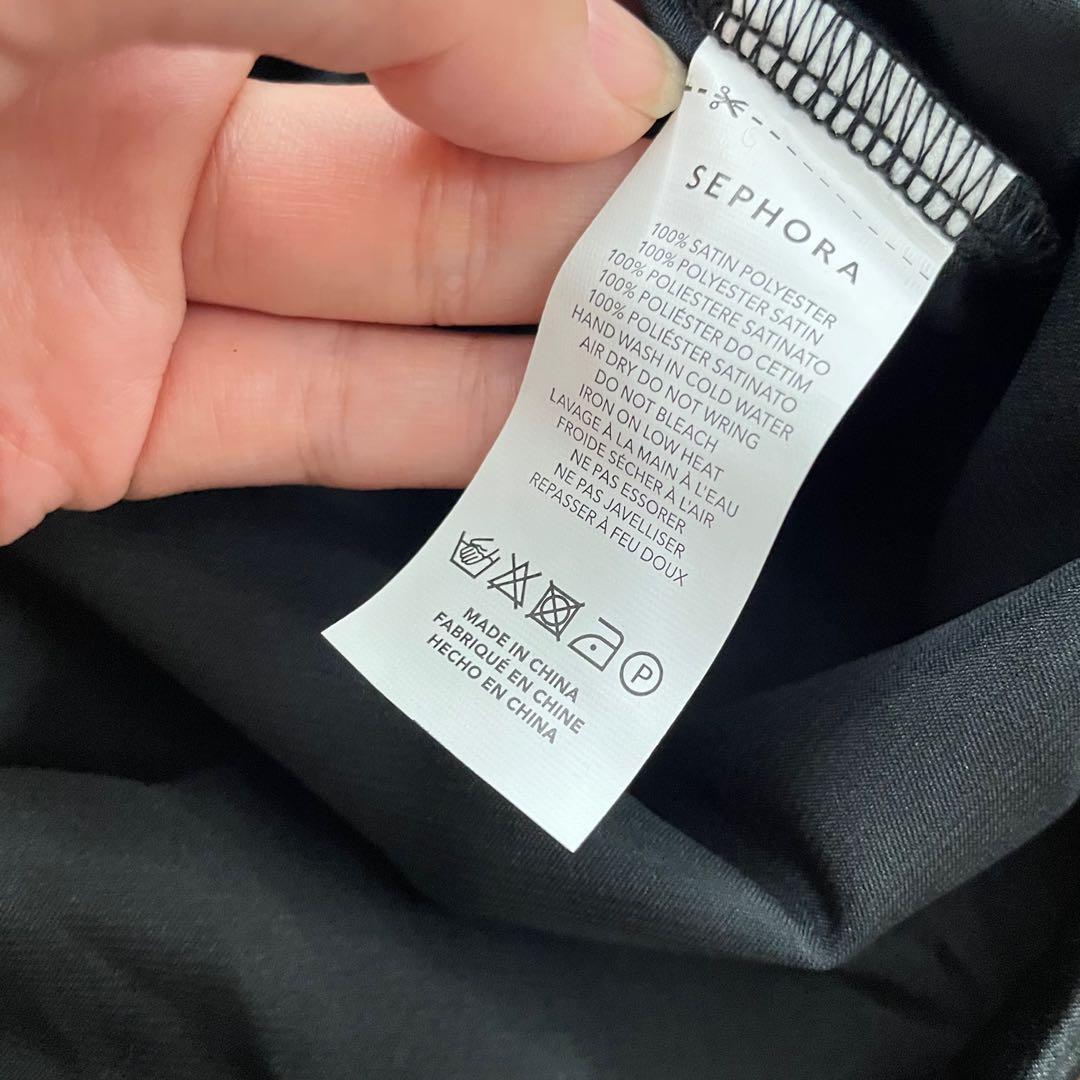 SEPHORA
100% SATIN POLYESTER
100% POLYESTER SATIN
100% POLIESTERE SATINATO
100% POLIÉSTER DO CETIM
100% POLIÉSTER SATINATO
HAND WASH IN COLD WATER
AIR DRY DO NOT WRING
DO NOT BLEACH
IRON ON LOW HEAT
LAVAGE À LA MAIN À L'EAU
FROIDE SÉCHER À L'AIR
NE PAS ESSORER
NE PAS JAVELLISER
REPASSER À FEU DOUX
P
MADE IN CHINA
FABRIQUÉ EN CHINE
HECHO EN CHINA